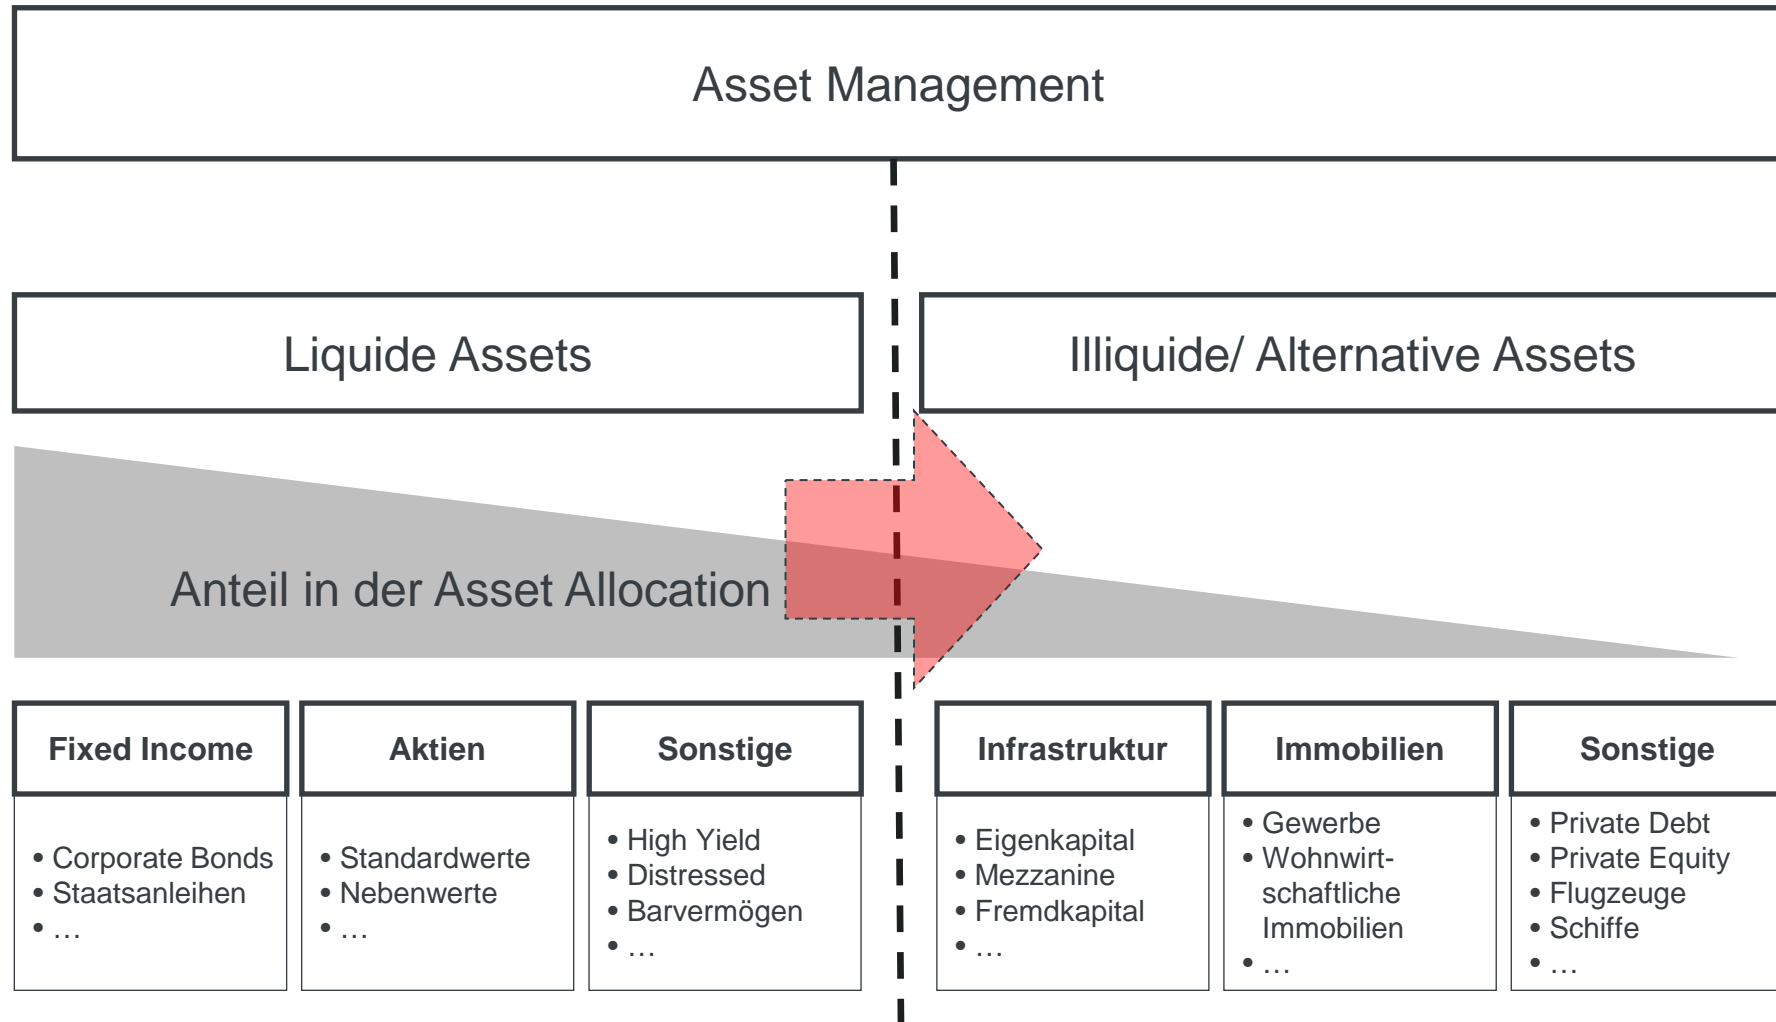 Asset Management
Liquide Assets
Illiquide/ Alternative Assets
Anteil in der Asset Allocation
Fixed Income
• Corporate Bonds
• Staatsanleihen
• …
Aktien
• Standardwerte
• Nebenwerte
• …
Sonstige
• High Yield
• Distressed
• Barvermögen
• …
Infrastruktur
• Eigenkapital
• Mezzanine
• Fremdkapital
• …
Immobilien
• Gewerbe
• Wohnwirt-
schaftliche
Immobilien
• …
Sonstige
• Private Debt
• Private Equity
• Flugzeuge
• Schiffe
• …